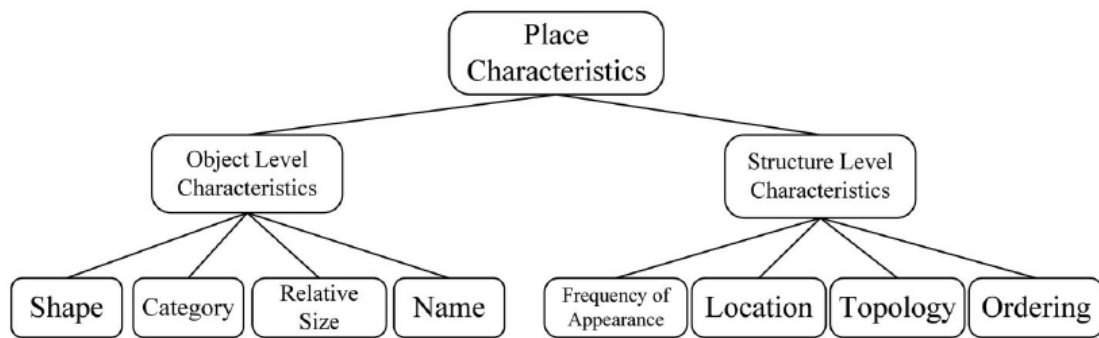 Place
Characteristics
Object Level
Characteristics
Structure Level
Characteristics
Shape
Category
Relative
Size
Name
Frequency of
Appearance
Location
Topology
Ordering